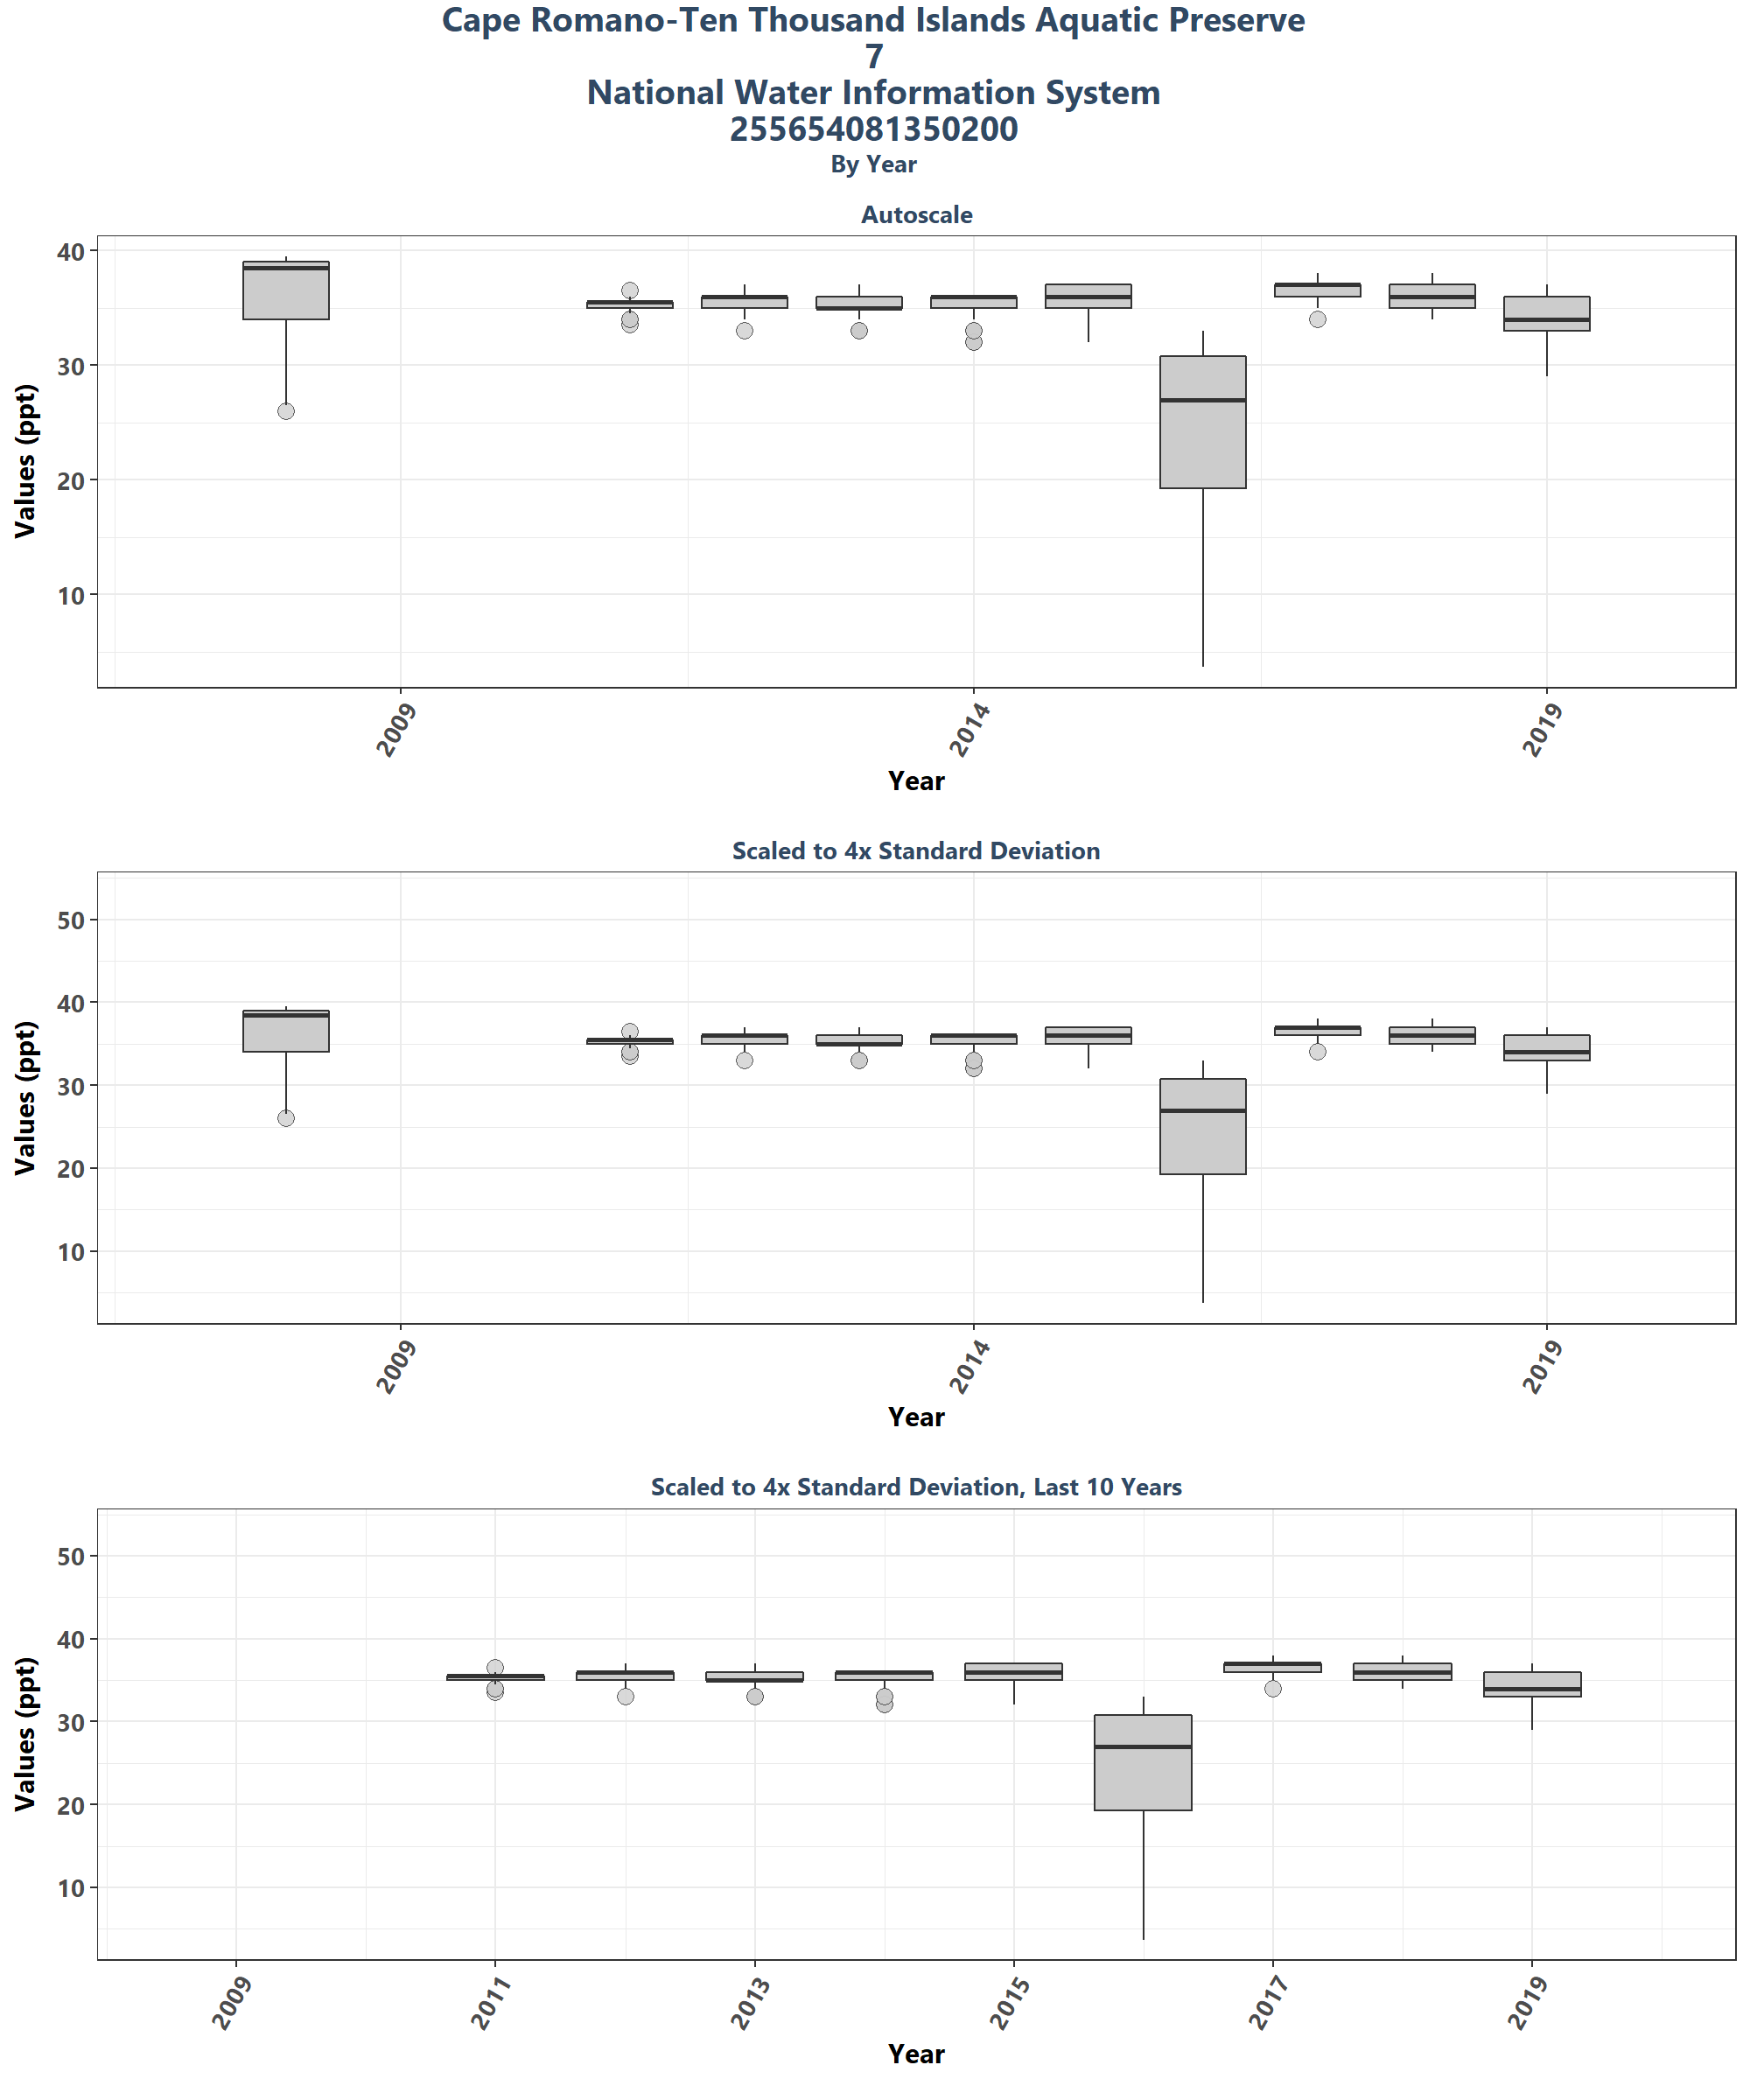 Cape Romano-Ten Thousand Islands Aquatic Preserve
7
National Water Information System
255654081350200
By Year
Autoscale
Values (ppt)
40
30
20
10
2009
2014
2019
Year
Scaled to 4x Standard Deviation
Values (ppt)
50
40
30
20
10
2009
2014
2019
Year
Scaled to 4x Standard Deviation, Last 10 Years
Values (ppt)
50
40
30
20
10
2009
2011
2013
2015
2017
2019
Year